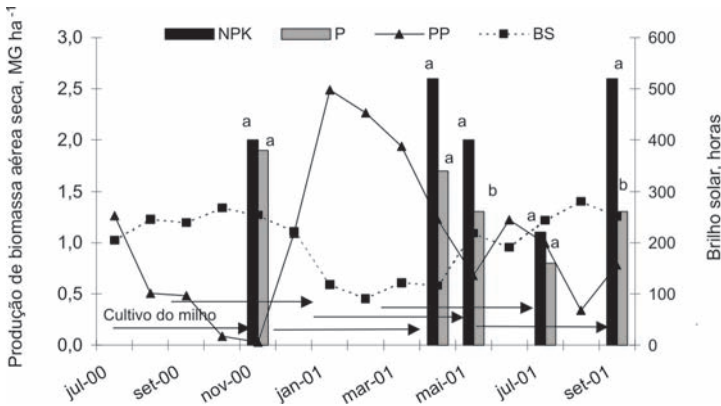 Produção de biomassa aérea seca, MG ha⁻¹
3,0
2,5
2,0
1,5
1,0
0,5
0,0
NPK P PP BS
a
a
a
a
a
b
a
a
a
b
Cultivo do milho
600
500
400
300
200
100
0
Brilho solar, horas
jul-00 set-00 nov-00 jan-01 mar-01 mai-01 jul-01 set-01